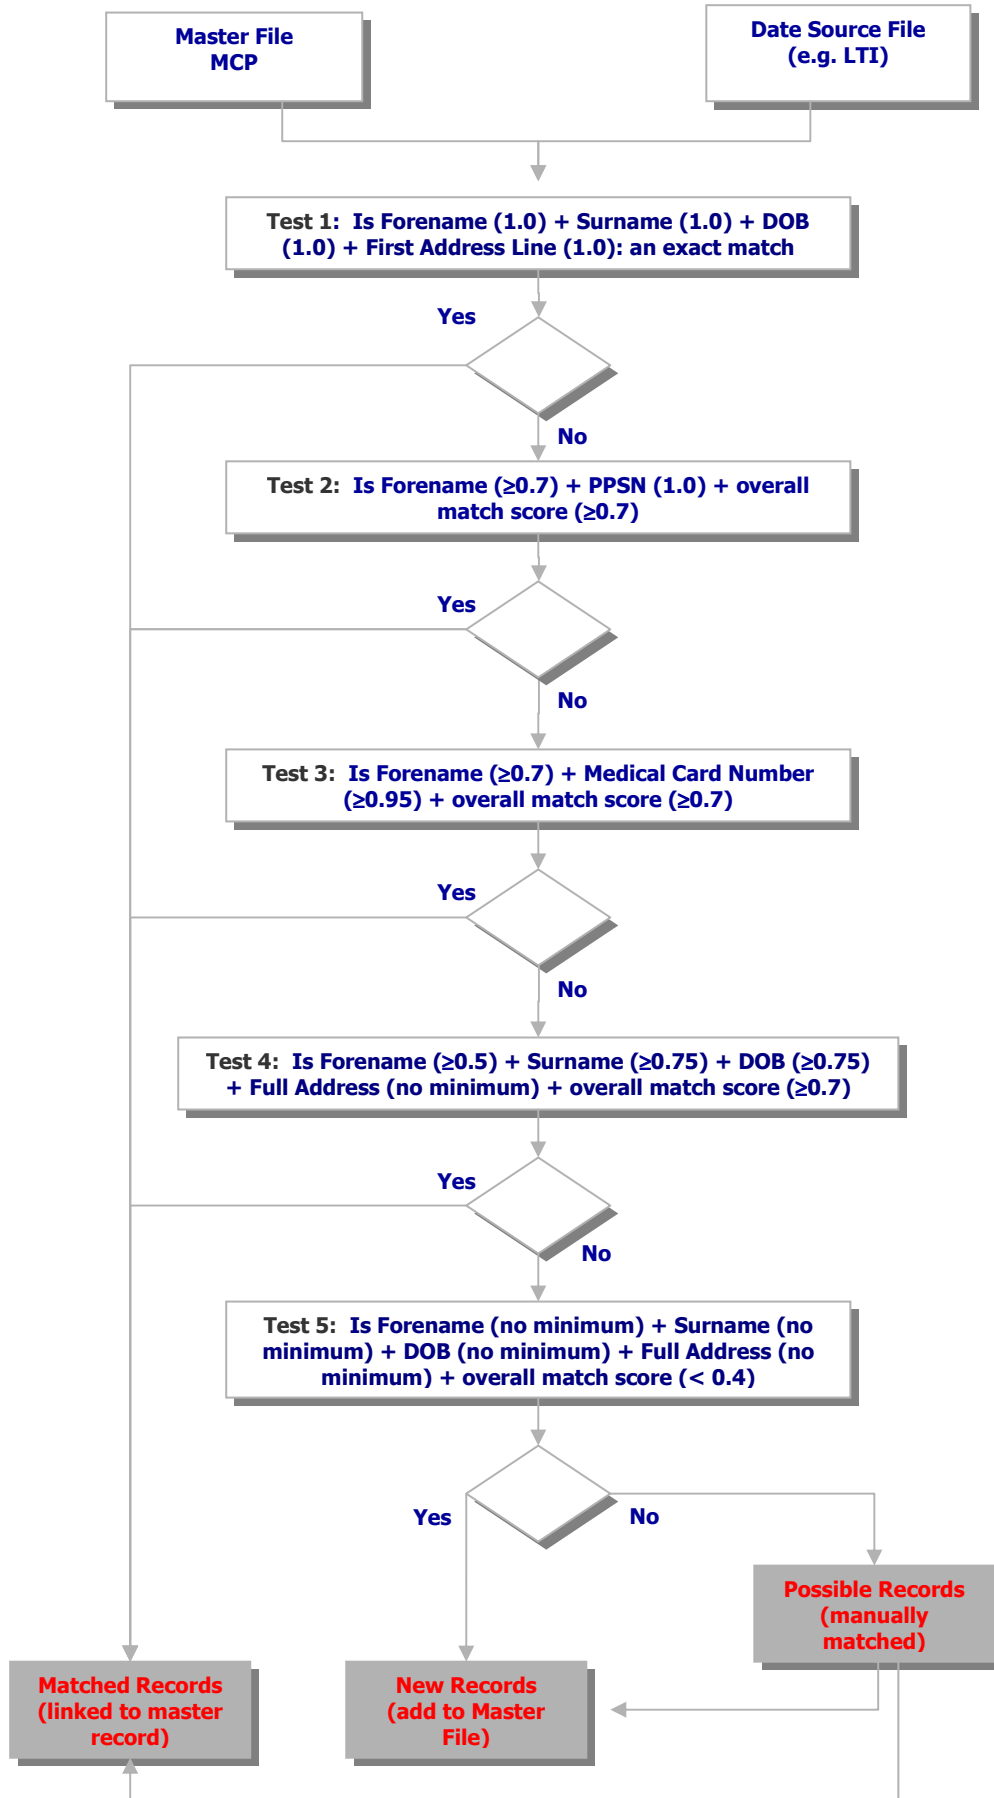 Master File
MCP
Date Source File
(e.g. LTI)
Test 1:  Is Forename (1.0) + Surname (1.0) + DOB
(1.0) + First Address Line (1.0): an exact match
Yes
No
Test 2:  Is Forename (≥0.7) + PPSN (1.0) + overall
match score (≥0.7)
Yes
No
Test 3:  Is Forename (≥0.7) + Medical Card Number
(≥0.95) + overall match score (≥0.7)
Yes
No
Test 4:  Is Forename (≥0.5) + Surname (≥0.75) + DOB (≥0.75)
+ Full Address (no minimum) + overall match score (≥0.7)
Yes
No
Test 5:  Is Forename (no minimum) + Surname (no
minimum) + DOB (no minimum) + Full Address (no
minimum) + overall match score (< 0.4)
Yes
No
Possible Records
(manually
matched)
Matched Records
(linked to master
record)
New Records
(add to Master
File)